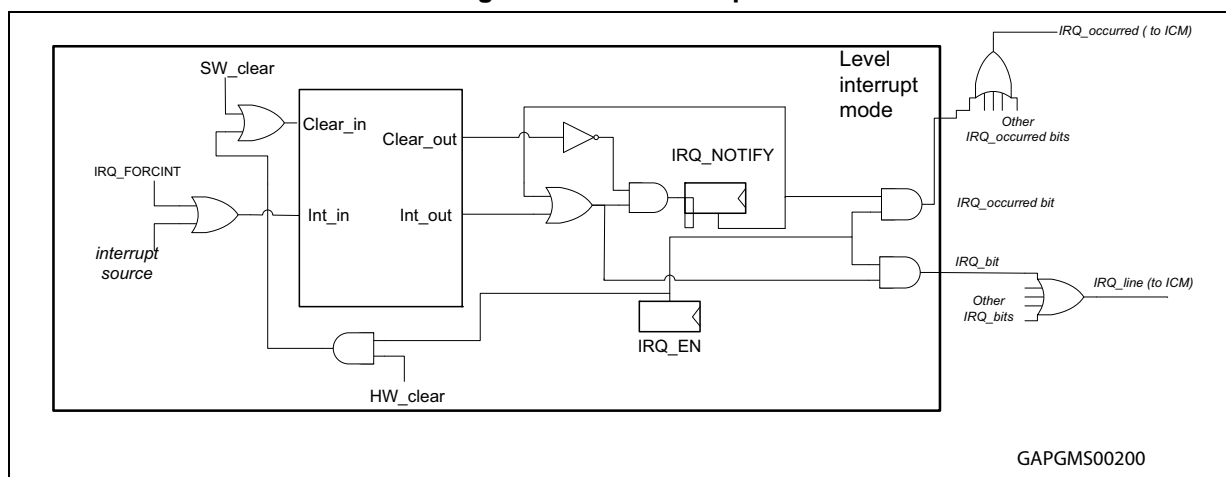 IRQ_occurred ( to ICM)
Level
interrupt
mode
SW_clear
Other
IRQ_occurred bits
Clear_in
Clear_out
IRQ_NOTIFY
IRQ_FORCINT
Int_in
Int_out
IRQ_occurred bit
interrupt
source
IRQ_bit
IRQ_line (to ICM)
Other
IRQ_bits
IRQ_EN
HW_clear
GAPGMS00200